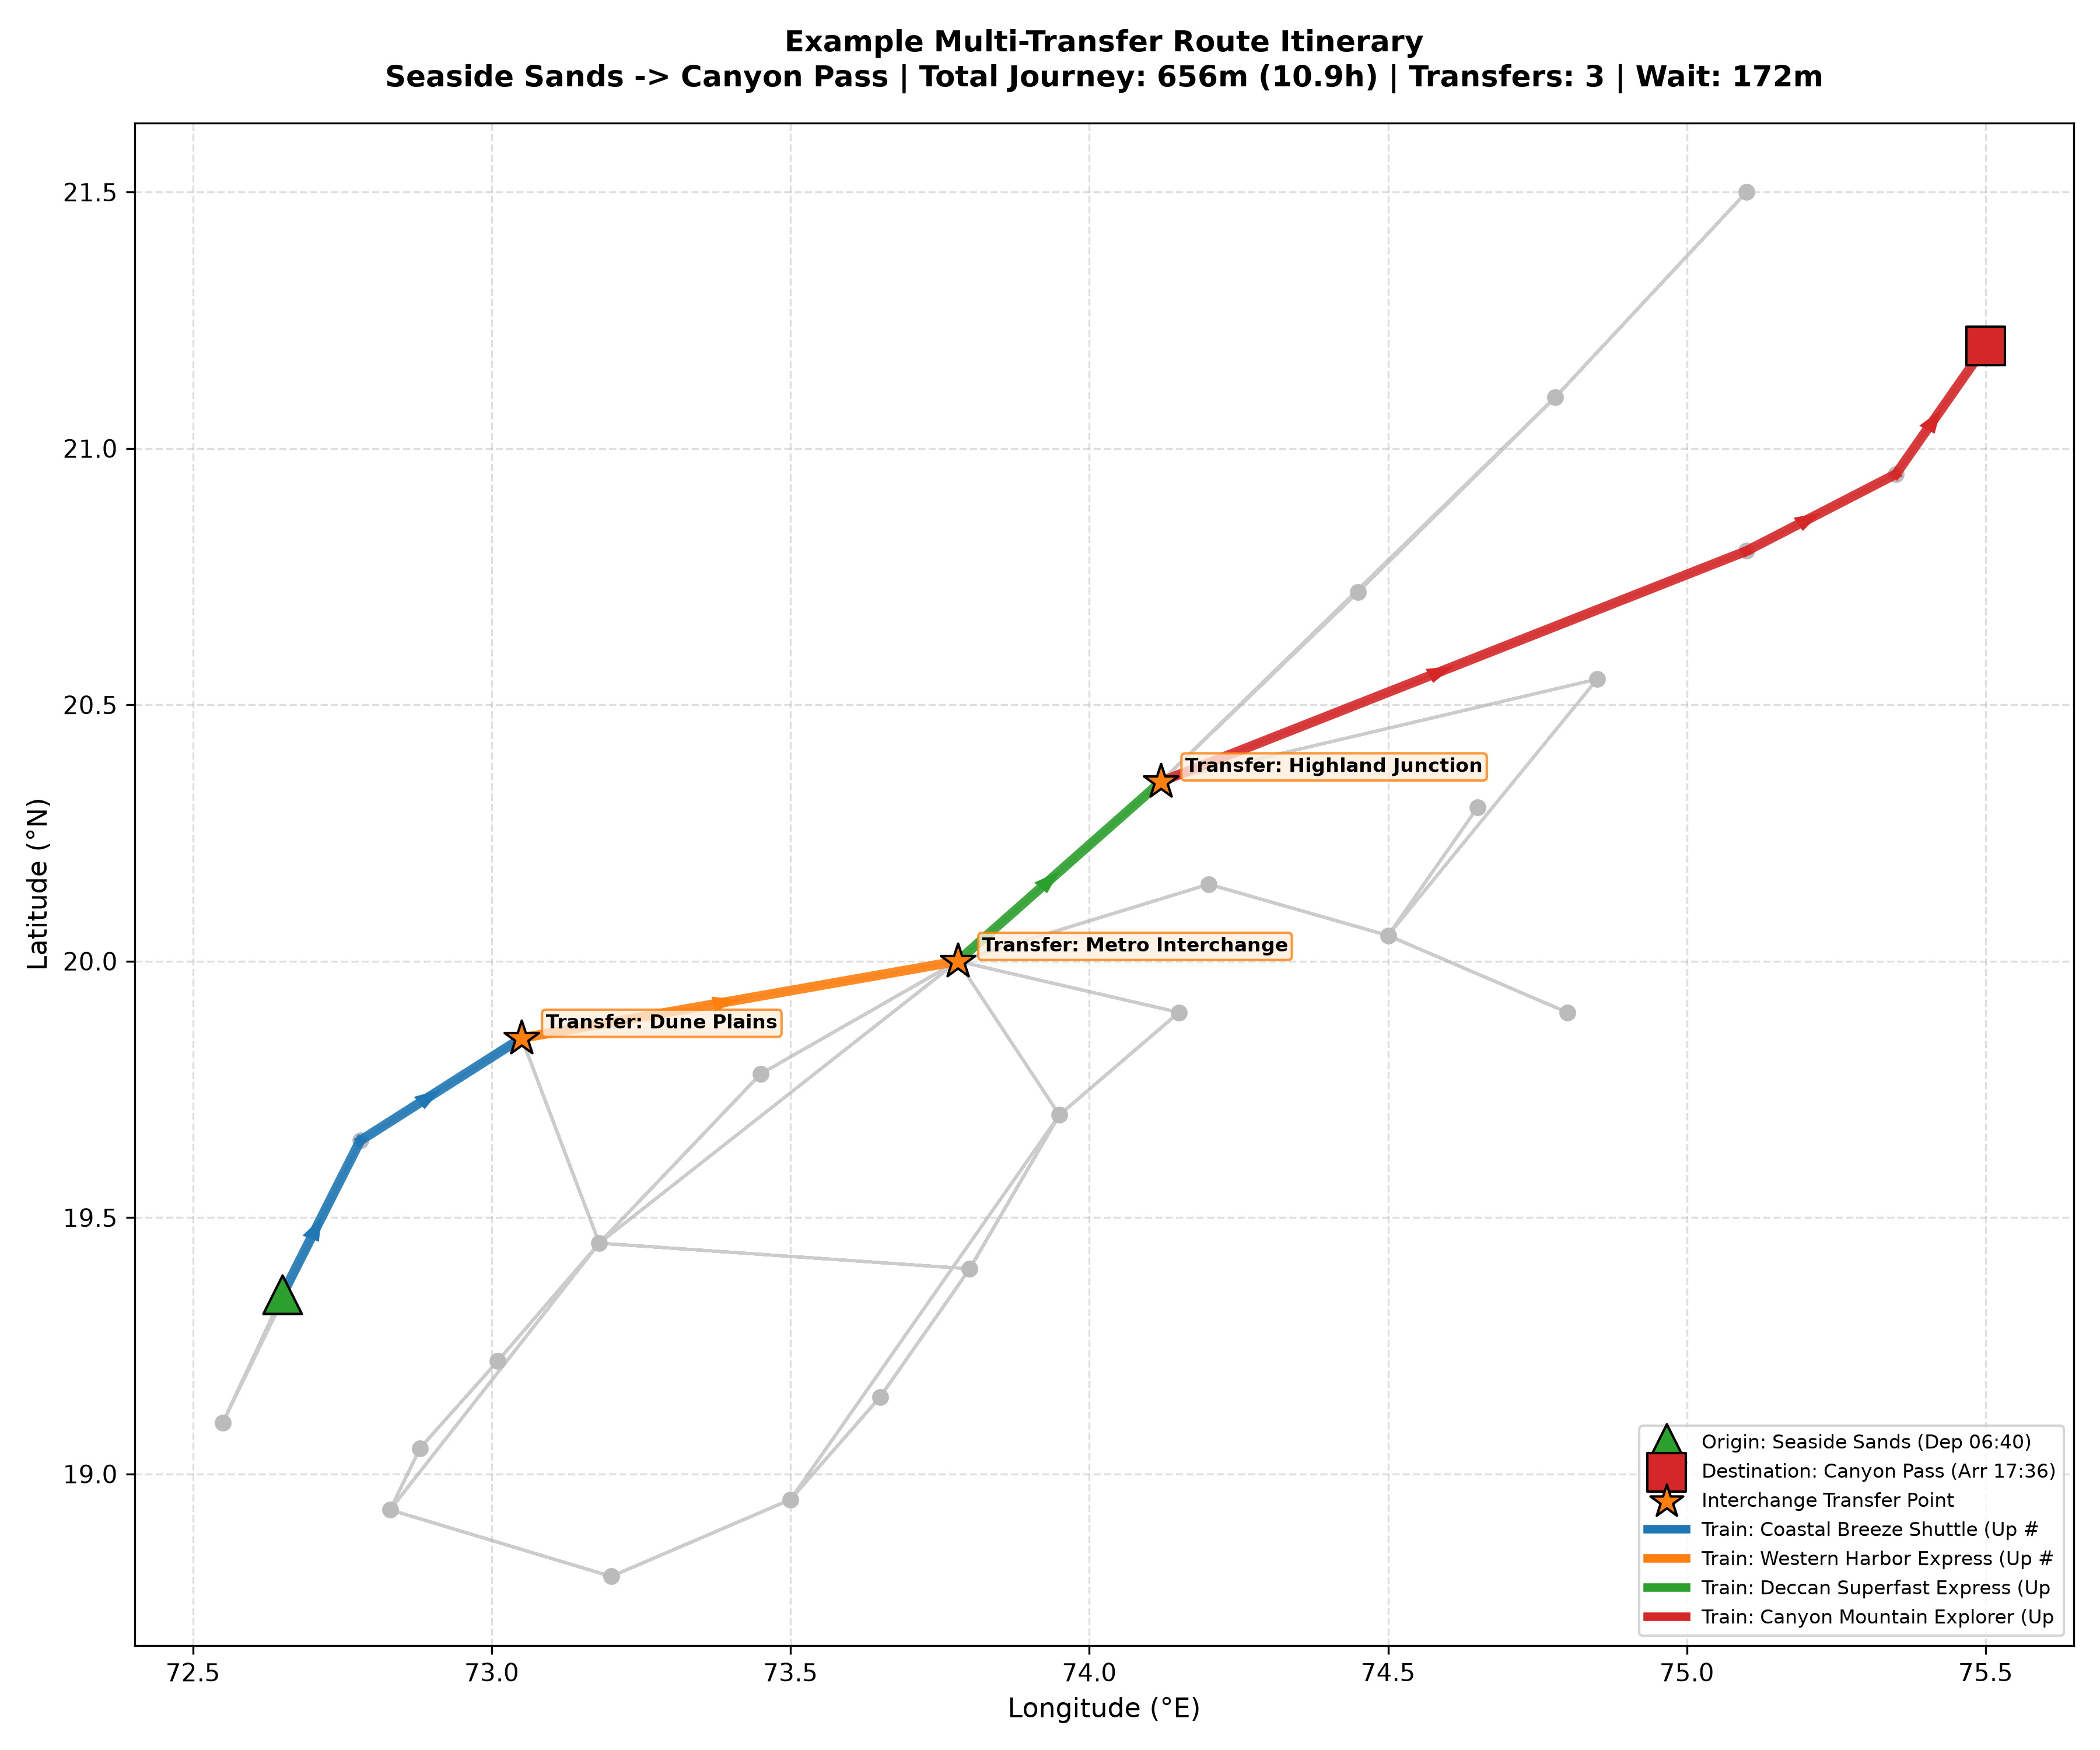 Example Multi-Transfer Route Itinerary
Seaside Sands -> Canyon Pass | Total Journey: 656m (10.9h) | Transfers: 3 | Wait: 172m
21.5
21.0
20.5
20.0
19.5
19.0
Latitude (°N)
Transfer: Highland Junction
Transfer: Metro Interchange
Transfer: Dune Plains
Origin: Seaside Sands (Dep 06:40)
Destination: Canyon Pass (Arr 17:36)
Interchange Transfer Point
Train: Coastal Breeze Shuttle (Up #
Train: Western Harbor Express (Up #
Train: Deccan Superfast Express (Up
Train: Canyon Mountain Explorer (Up
72.5 73.0 73.5 74.0 74.5 75.0 75.5
Longitude (°E)